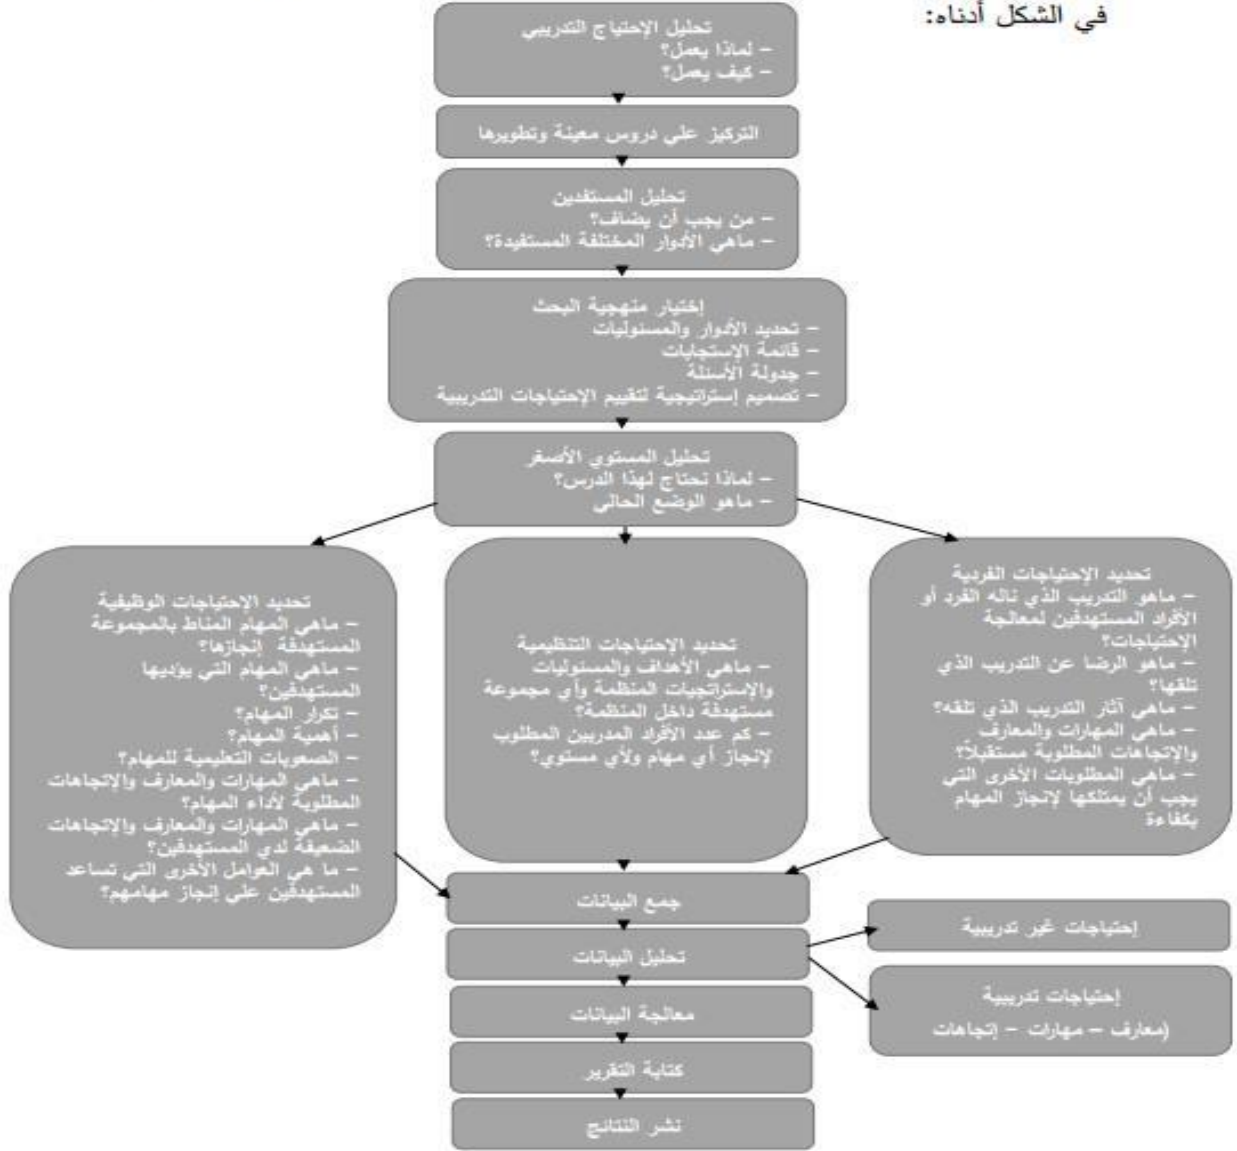 في الشكل أدناه:
تحليل الإحتياج التدريبي
– لماذا يعمل؟
– كيف يعمل؟
التركيز علي دروس معينة وتطويرها
تحليل المستفدين
– من يجب أن يضاف؟
– ماهي الأدوار المختلفة المستفيدة؟
إختيار منهجية البحث
– تحديد الأدوار والمسئوليات
– قائمة الإستجابات
– جدولة الأسئلة
– تصميم إستراتيجية لتقييم الإحتياجات التدريبية
تحليل المستوي الأصغر
– لماذا تحتاج لهذا الدرس؟
– ماهو الوضع الحالي
تحديد الإحتياجات الفردية
– ماهو التدريب الذي ناله الفرد أو
الأفراد المستهدفين لمعالجة
الإحتياجات؟
– ماهو الرضا عن التدريب الذي
تلقها؟
– ماهي آثار التدريب الذي تلقه؟
– ماهي المهارات والمعارف
والإتجاهات المطلوبة مستقبلاً؟
– ماهي المطلوبات الأخرى التي
يجب أن يمتلكها لإنجاز المهام
بكفاءة
تحديد الإحتياجات التنظيمية
– ماهي الأهداف والمسئوليات
والإستراتجيات المنظمة وأي مجموعة
مستهدفة داخل المنظمة؟
– كم عدد الأفراد المدربين المطلوب
لإنجاز أي مهام ولأي مستوي؟
تحديد الإحتياجات الوظيفية
– ماهي المهام المناط بالمجموعة
المستهدفة إنجازها؟
– ماهي المهام التي يؤديها
المستهدفين؟
– تكرار المهام؟
– أهمية المهام؟
– الصعوبات التعليمية للمهام؟
– ماهي المهارات والمعارف والإتجاهات
المطلوبة لأداء المهام؟
– ماهي المهارات والمعارف والإتجاهات
الضعيفة لدي المستهدفين؟
– ما هي العوامل الأخرى التي تساعد
المستهدفين علي إنجاز مهامهم؟
جمع البيانات
تحليل البيانات
إحتياجات غير تدريبية
إحتياجات تدريبية
(معارف – مهارات – إتجاهات
معالجة البيانات
كتابة التقرير
نشر النتائج